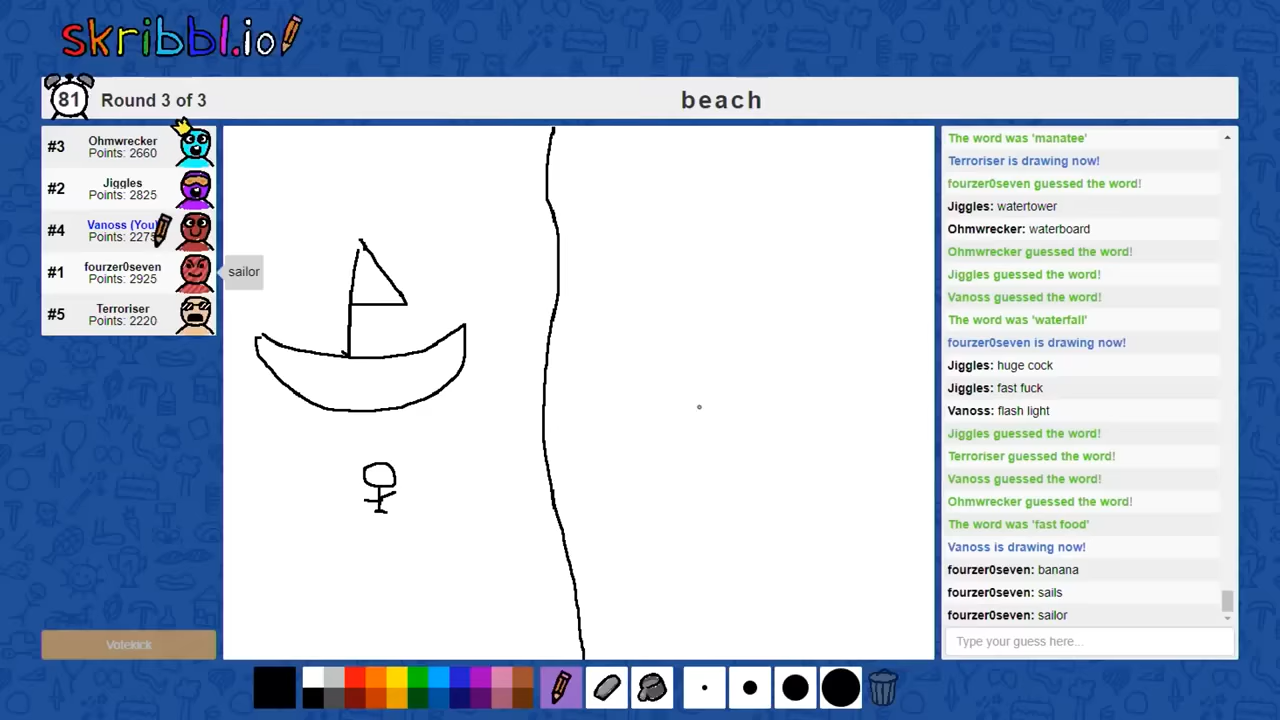 skribbl.io
81
Round 3 of 3
beach
#3
Ohmwrecker
Points: 2660
#2
Jiggles
Points: 2825
#4
Vanoss (You)
Points: 2275
#1
fourzer0seven
Points: 2925
sailor
#5
Terroriser
Points: 2220
Votekick
The word was 'manatee'
Terroriser is drawing now!
fourzer0seven guessed the word!
Jiggles: watertower
Ohmwrecker: waterboard
Ohmwrecker guessed the word!
Jiggles guessed the word!
Vanoss guessed the word!
The word was 'waterfall'
fourzer0seven is drawing now!
Jiggles: huge cock
Jiggles: fast fuck
Vanoss: flash light
Jiggles guessed the word!
Terroriser guessed the word!
Vanoss guessed the word!
Ohmwrecker guessed the word!
The word was 'fast food'
Vanoss is drawing now!
fourzer0seven: banana
fourzer0seven: sails
fourzer0seven: sailor
Type your guess here...